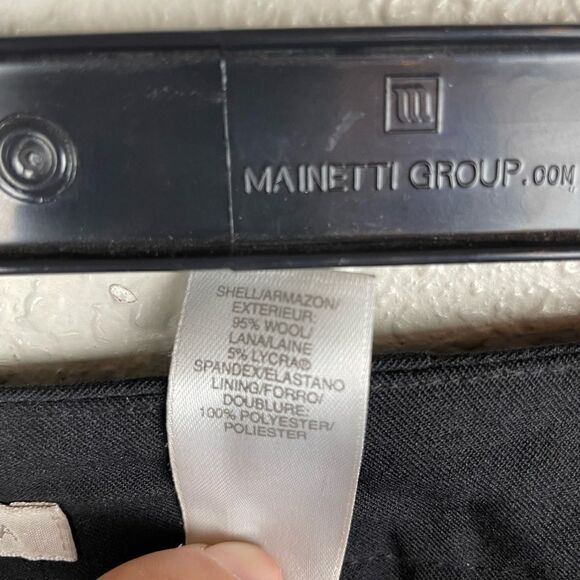 m
MAINETTI GROUP.COM
SHELL/ARMAZON/
EXTERIEUR:
95% WOOL/
LANA/LAINE
5% LYCRA®
SPANDEX/ELASTANO
LINING/FORRO/
DOUBLURE:
100% POLYESTER/
POLIESTER
A